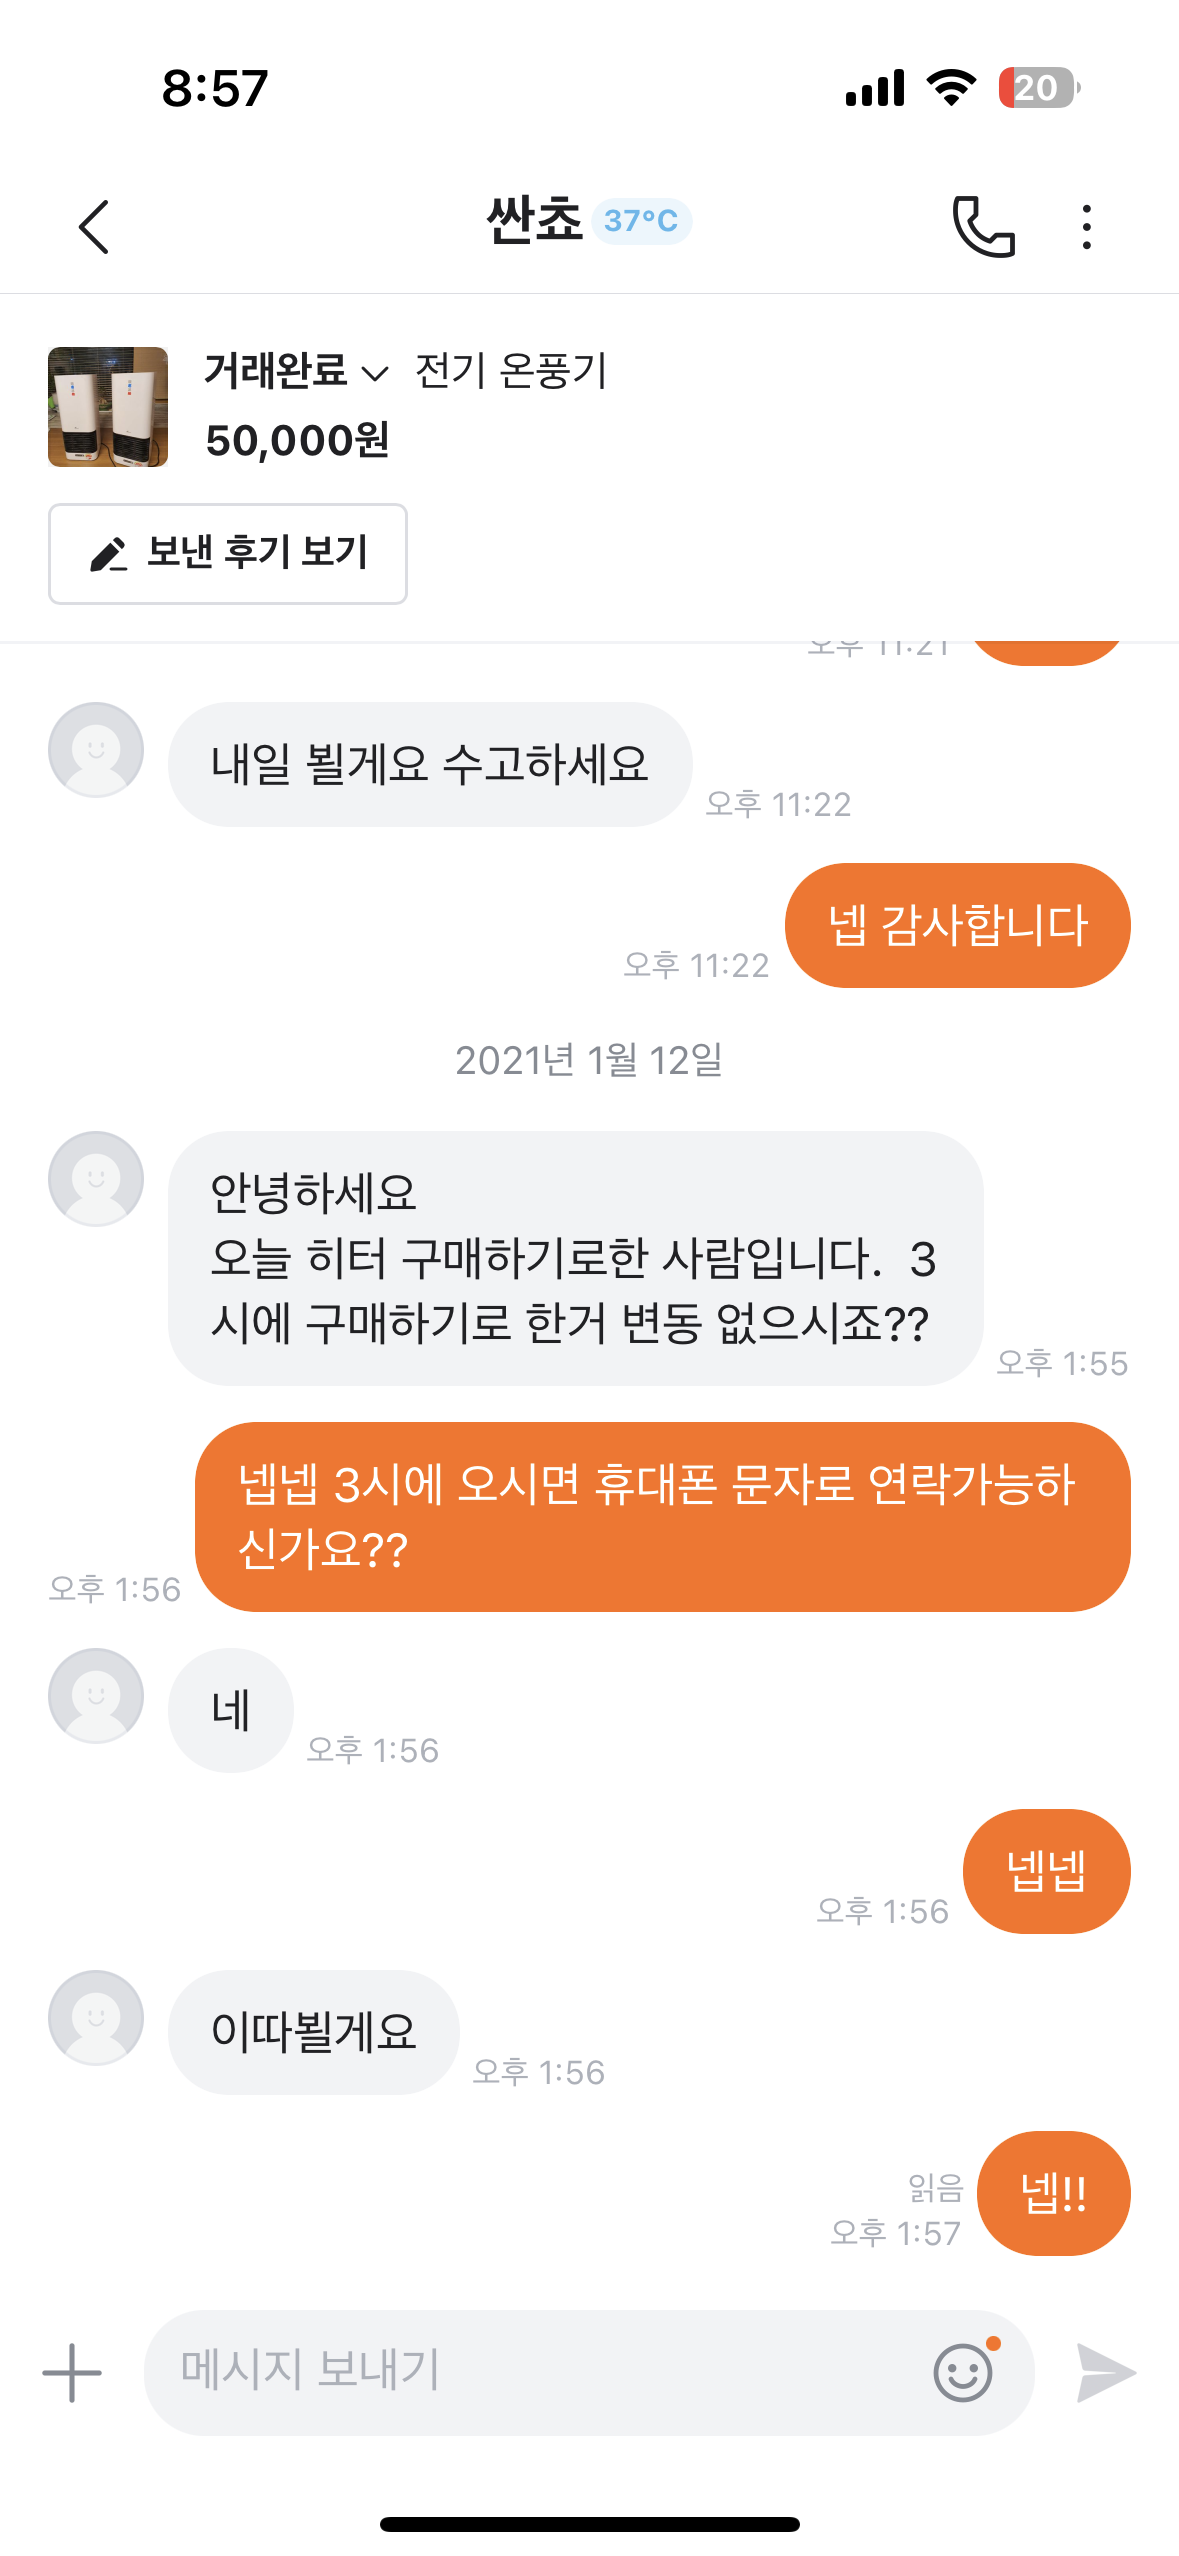 8:57
20
싼쵸 37°C
거래완료 전기 온풍기
50,000원
보낸 후기 보기
오후 11:21
내일 뵐게요 수고하세요
오후 11:22
넵 감사합니다
오후 11:22
2021년 1월 12일
안녕하세요
오늘 히터 구매하기로한 사람입니다. 3
시에 구매하기로 한거 변동 없으시죠??
오후 1:55
넵넵 3시에 오시면 휴대폰 문자로 연락가능하
신가요??
오후 1:56
네
오후 1:56
넵넵
오후 1:56
이따뵐게요
오후 1:56
넵!!
읽음
오후 1:57
메시지 보내기